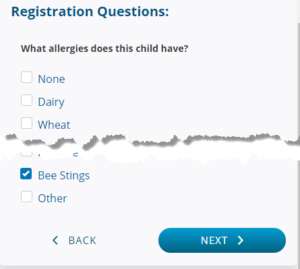 Registration Questions:
What allergies does this child have?
None
Dairy
Wheat
Bee Stings
Other
BACK
NEXT